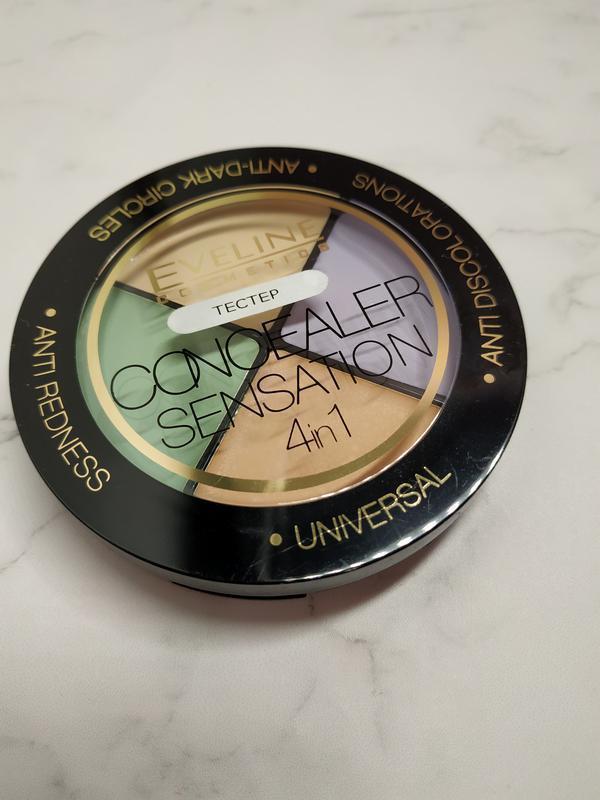 EVELINE
COSMETICS
ТЕСТЕР
CONCEALER
SENSATION
4in1
• ANTI-DARK CIRCLES
• ANTI DISCOLORATIONS
• UNIVERSAL
• ANTI REDNESS